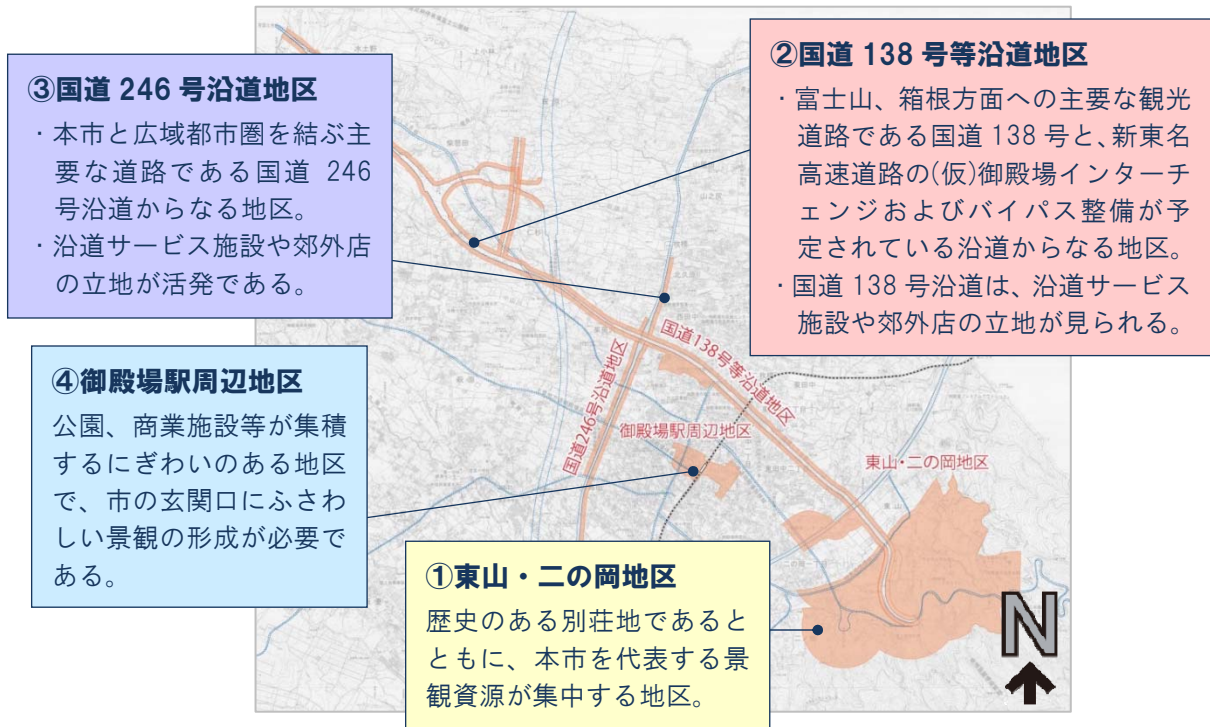 ③国道 246 号沿道地区
・本市と広域都市圏を結ぶ主
要な道路である国道 246
号沿道からなる地区。
・沿道サービス施設や郊外店
の立地が活発である。
②国道 138 号等沿道地区
・富士山、箱根方面への主要な観光
道路である国道 138 号と、新東名
高速道路の(仮)御殿場インターチ
ェンジおよびバイパス整備が予
定されている沿道からなる地区。
・国道 138 号沿道は、沿道サービス
施設や郊外店の立地が見られる。
④御殿場駅周辺地区
公園、商業施設等が集積
するにぎわいのある地区
で、市の玄関口にふさわ
しい景観の形成が必要で
ある。
①東山・二の岡地区
歴史のある別荘地であると
ともに、本市を代表する景
観資源が集中する地区。
国道138号等沿道地区
国道246号沿道地区
御殿場駅周辺地区
東山・二の岡地区
N